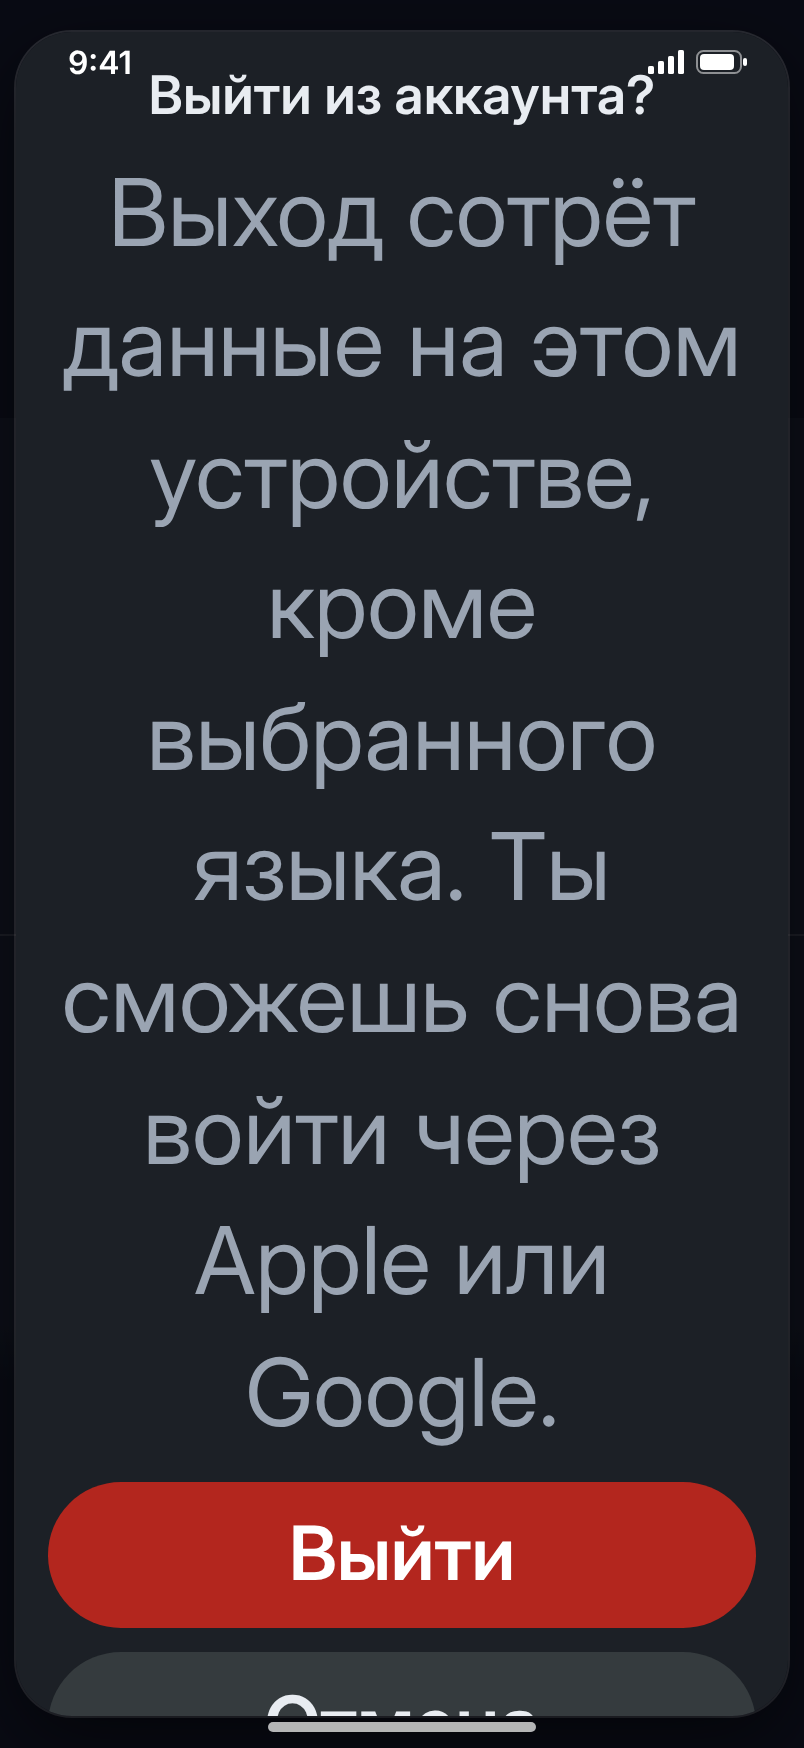 9:41
Выйти из аккаунта?
Выход сотрёт
данные на этом
устройстве,
кроме
выбранного
языка. Ты
сможешь снова
войти через
Apple или
Google.
Выйти
Отмена